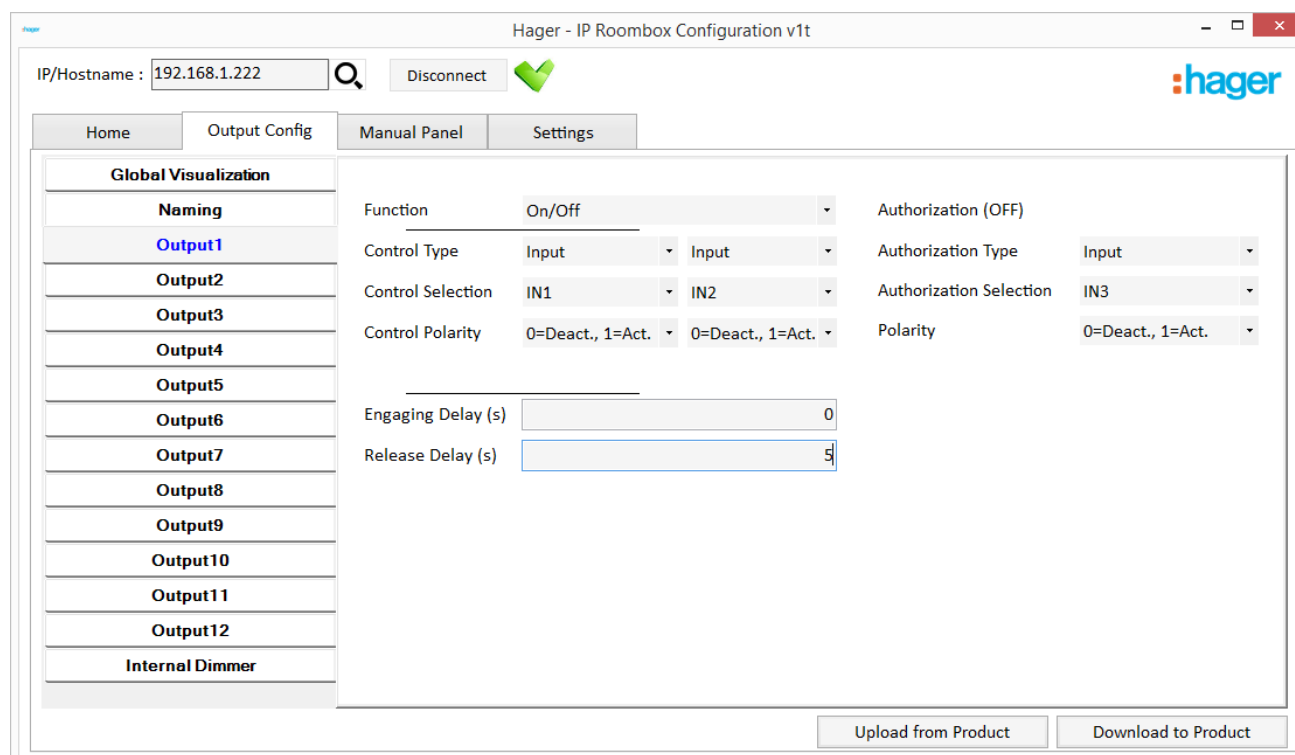 :hager
Hager - IP Roombox Configuration v1t
IP/Hostname : 192.168.1.222 Disconnect
:hager
Home Output Config Manual Panel Settings
Global Visualization
Naming
Output1
Output2
Output3
Output4
Output5
Output6
Output7
Output8
Output9
Output10
Output11
Output12
Internal Dimmer
Function On/Off Authorization (OFF)
Control Type Input Input Authorization Type Input
Control Selection IN1 IN2 Authorization Selection IN3
Control Polarity 0=Deact., 1=Act. 0=Deact., 1=Act. Polarity 0=Deact., 1=Act.
Engaging Delay (s) 0
Release Delay (s) 5
Upload from Product Download to Product